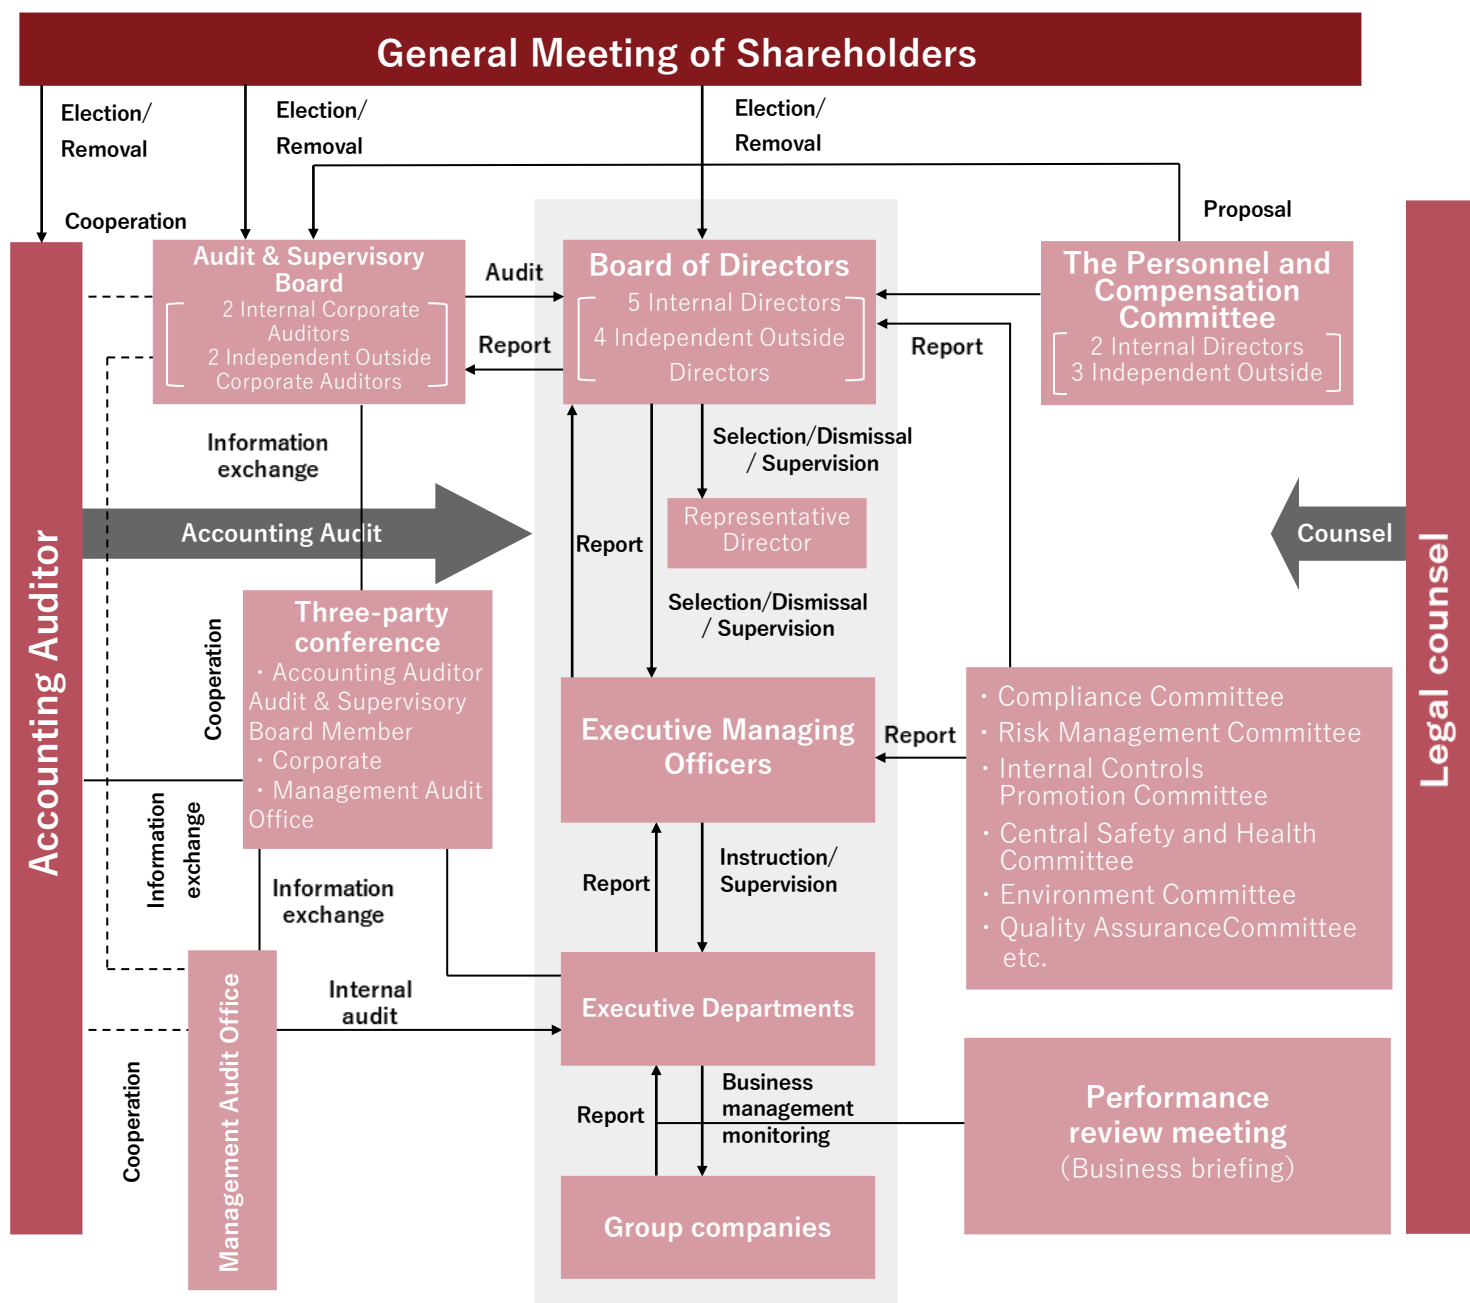 General Meeting of Shareholders
Election/
Removal
Election/
Removal
Election/
Removal
Cooperation
Proposal
Audit & Supervisory
Board
2 Internal Corporate
Auditors
2 Independent Outside
Corporate Auditors
Audit
Report
Board of Directors
5 Internal Directors
4 Independent Outside
Directors
Report
The Personnel and
Compensation
Committee
2 Internal Directors
3 Independent Outside
Information
exchange
Selection/Dismissal
/ Supervision
Accounting Audit
Report
Representative
Director
Counsel
Accounting Auditor
Legal counsel
Selection/Dismissal
/ Supervision
Cooperation
Three-party
conference
・Accounting Auditor
Audit & Supervisory
Board Member
・Corporate
・Management Audit
Office
Executive Managing
Officers
Report
・Compliance Committee
・Risk Management Committee
・Internal Controls
Promotion Committee
・Central Safety and Health
Committee
・Environment Committee
・Quality AssuranceCommittee
etc.
Information
exchange
Information
exchange
Report
Instruction/
Supervision
Management Audit Office
Internal
audit
Executive Departments
Cooperation
Report
Business
management
monitoring
Performance
review meeting
(Business briefing)
Group companies